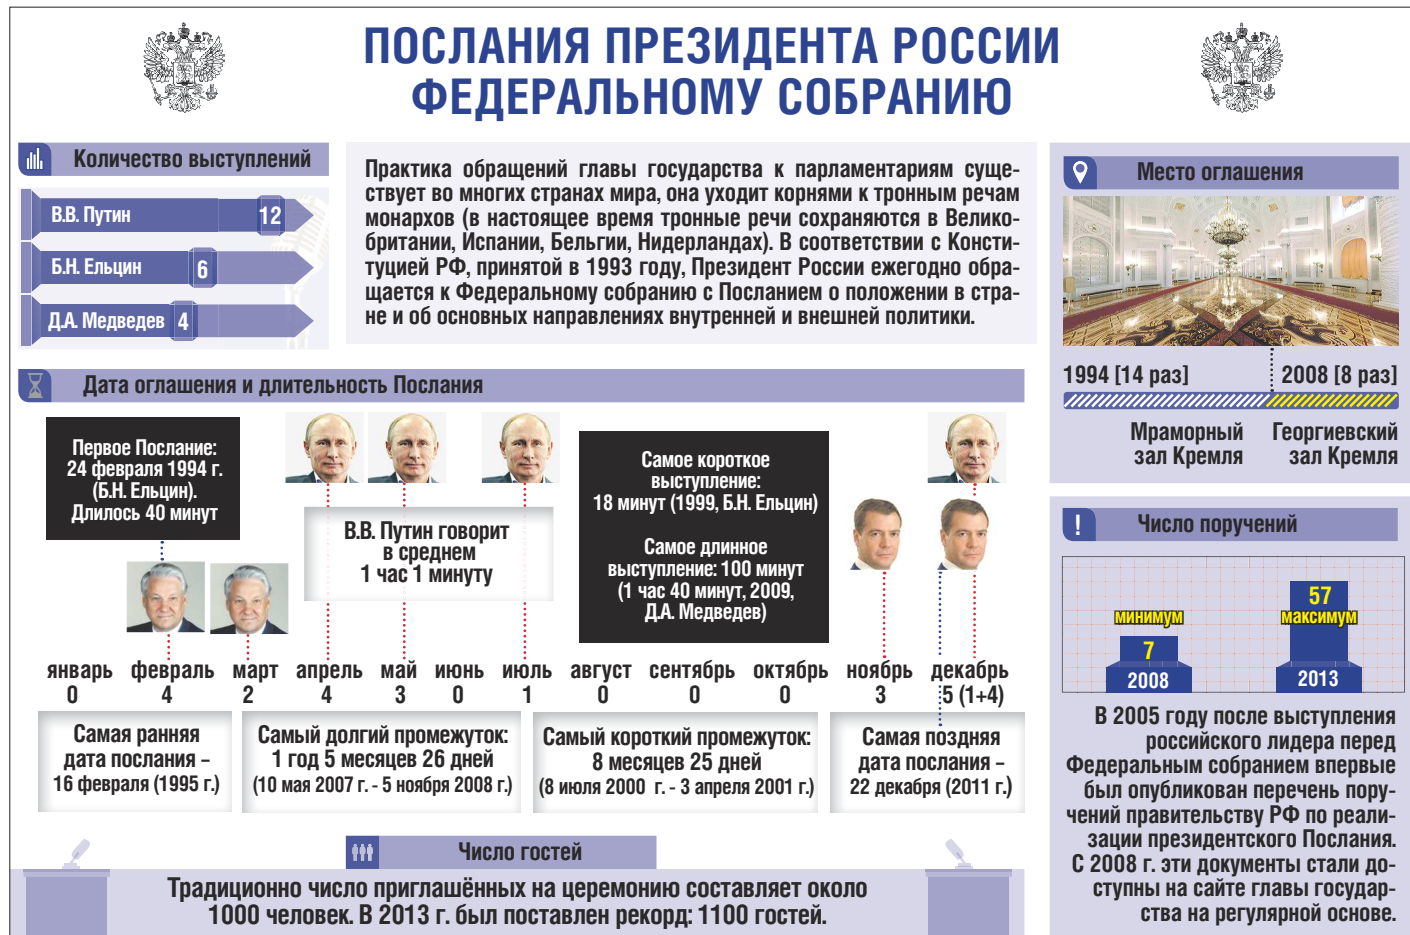 ПОСЛАНИЯ ПРЕЗИДЕНТА РОССИИ
ФЕДЕРАЛЬНОМУ СОБРАНИЮ
Количество выступлений
В.В. Путин 12
Б.Н. Ельцин 6
Д.А. Медведев 4
Практика обращений главы государства к парламентариям суще-
ствует во многих странах мира, она уходит корнями к тронным речам
монархов (в настоящее время тронные речи сохраняются в Велико-
британии, Испании, Бельгии, Нидерландах). В соответствии с Консти-
туцией РФ, принятой в 1993 году, Президент России ежегодно обра-
щается к Федеральному собранию с Посланием о положении в стра-
не и об основных направлениях внутренней и внешней политики.
Место оглашения
1994 [14 раз] 2008 [8 раз]
Мраморный
зал Кремля
Георгиевский
зал Кремля
Дата оглашения и длительность Послания
Первое Послание:
24 февраля 1994 г.
(Б.Н. Ельцин).
Длилось 40 минут
В.В. Путин говорит
в среднем
1 час 1 минуту
Самое короткое
выступление:
18 минут (1999, Б.Н. Ельцин)
Самое длинное
выступление: 100 минут
(1 час 40 минут, 2009,
Д.А. Медведев)
январь февраль март апрель май июнь июль август сентябрь октябрь ноябрь декабрь
0 4 2 4 3 0 1 0 0 0 3 5 (1+4)
Самая ранняя
дата послания –
16 февраля (1995 г.)
Самый долгий промежуток:
1 год 5 месяцев 26 дней
(10 мая 2007 г. - 5 ноября 2008 г.)
Самый короткий промежуток:
8 месяцев 25 дней
(8 июля 2000 г. - 3 апреля 2001 г.)
Самая поздняя
дата послания –
22 декабря (2011 г.)
Число поручений
минимум
7
2008
57
максимум
2013
В 2005 году после выступления
российского лидера перед
Федеральным собранием впервые
был опубликован перечень пору-
чений правительству РФ по реали-
зации президентского Послания.
С 2008 г. эти документы стали до-
ступны на сайте главы государ-
ства на регулярной основе.
Число гостей
Традиционно число приглашённых на церемонию составляет около
1000 человек. В 2013 г. был поставлен рекорд: 1100 гостей.